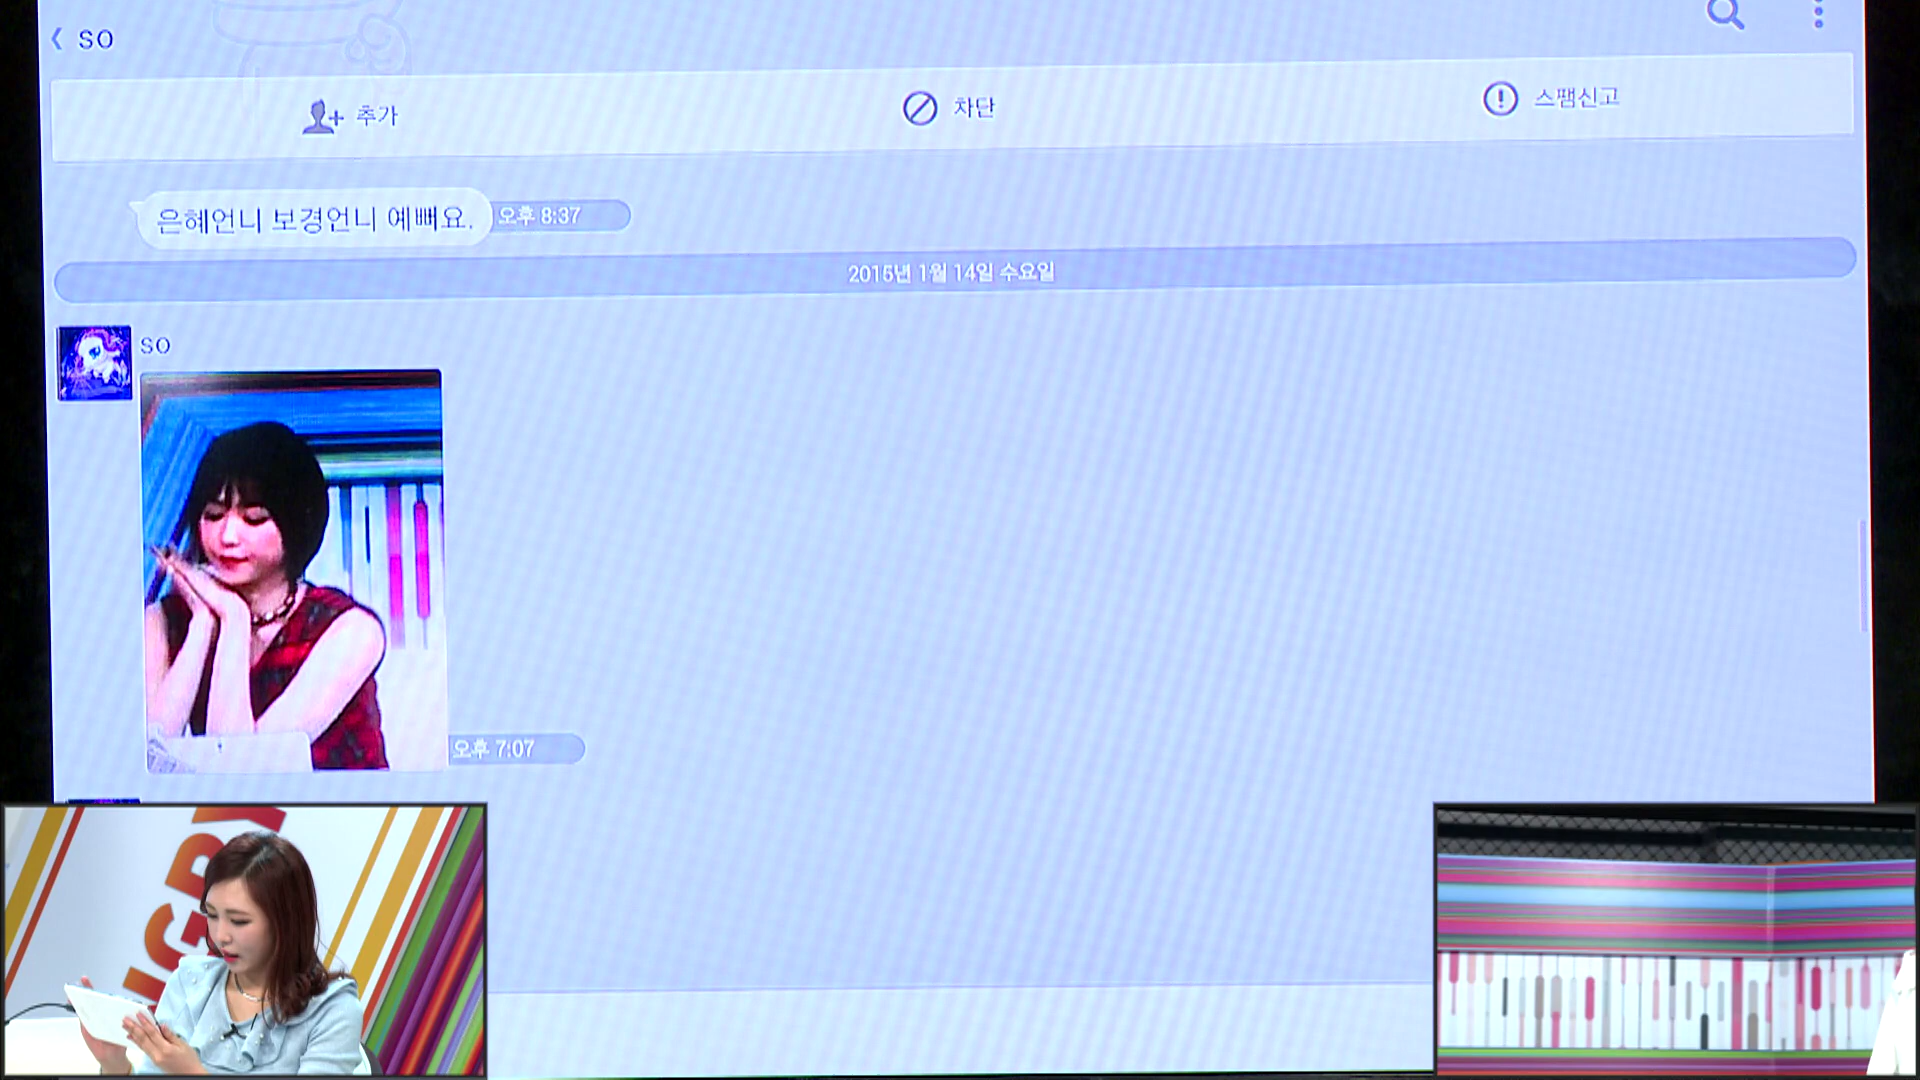 SO
추가
차단
스팸신고
은혜언니 보경언니 예뻐요.
오후 8:37
2015년 1월 14일 수요일
SO
오후 7:07